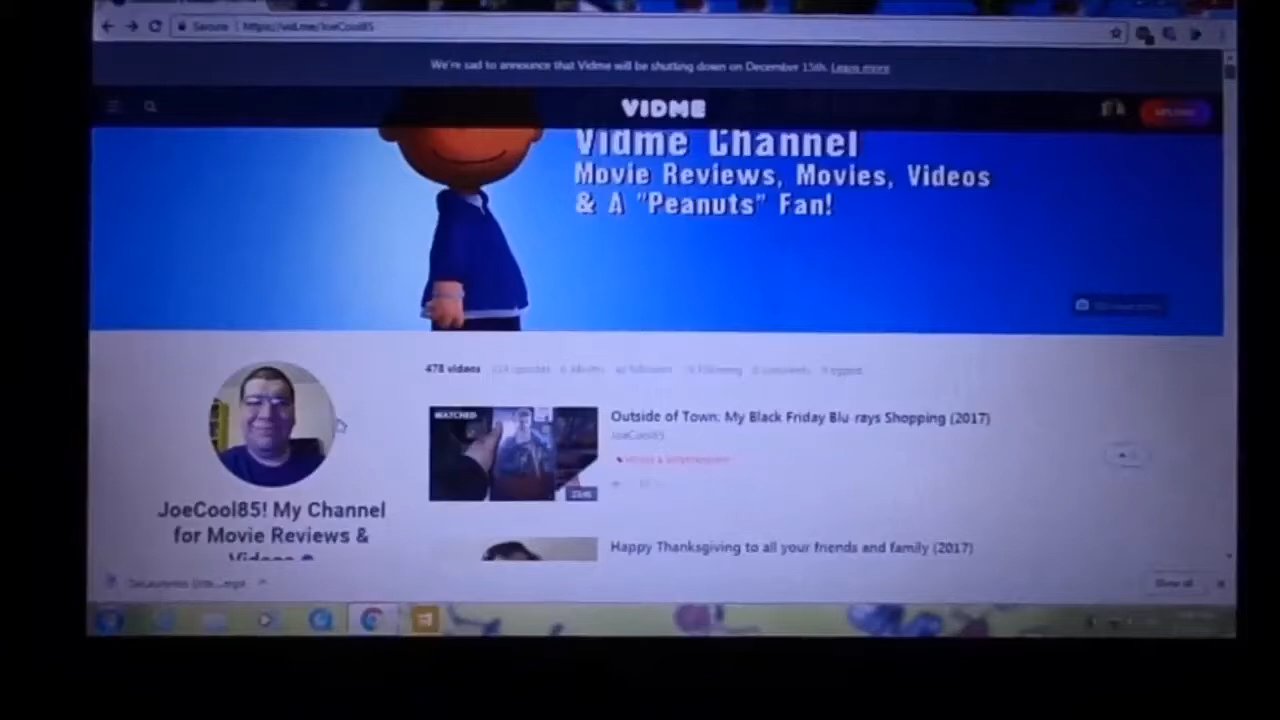 Secure | https://vid.me/JoeCool85
We're sad to announce that Vidme will be shutting down on December 15th. Learn more
VIDME
UPLOAD
Vidme Channel
Movie Reviews, Movies, Videos
& A "Peanuts" Fan!
478 videos
WATCHED
Outside of Town: My Black Friday Blu rays Shopping (2017)
JoeCool85
JoeCool85! My Channel
for Movie Reviews &
Videos
Happy Thanksgiving to all your friends and family (2017)
Show all